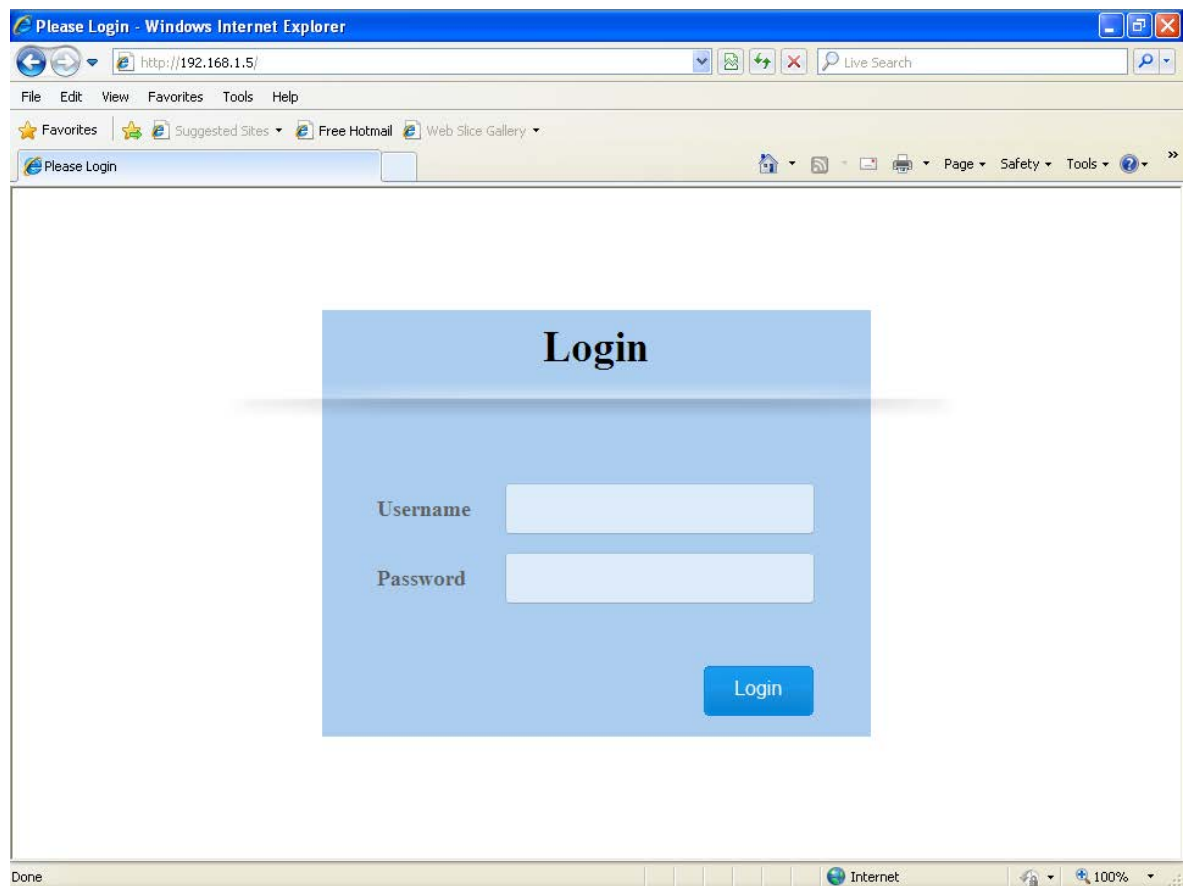 Please Login - Windows Internet Explorer
http://192.168.1.5/
Live Search
File Edit View Favorites Tools Help
Favorites Suggested Sites Free Hotmail Web Slice Gallery
Please Login
Page Safety Tools
Login
Username
Password
Login
Done Internet 100%